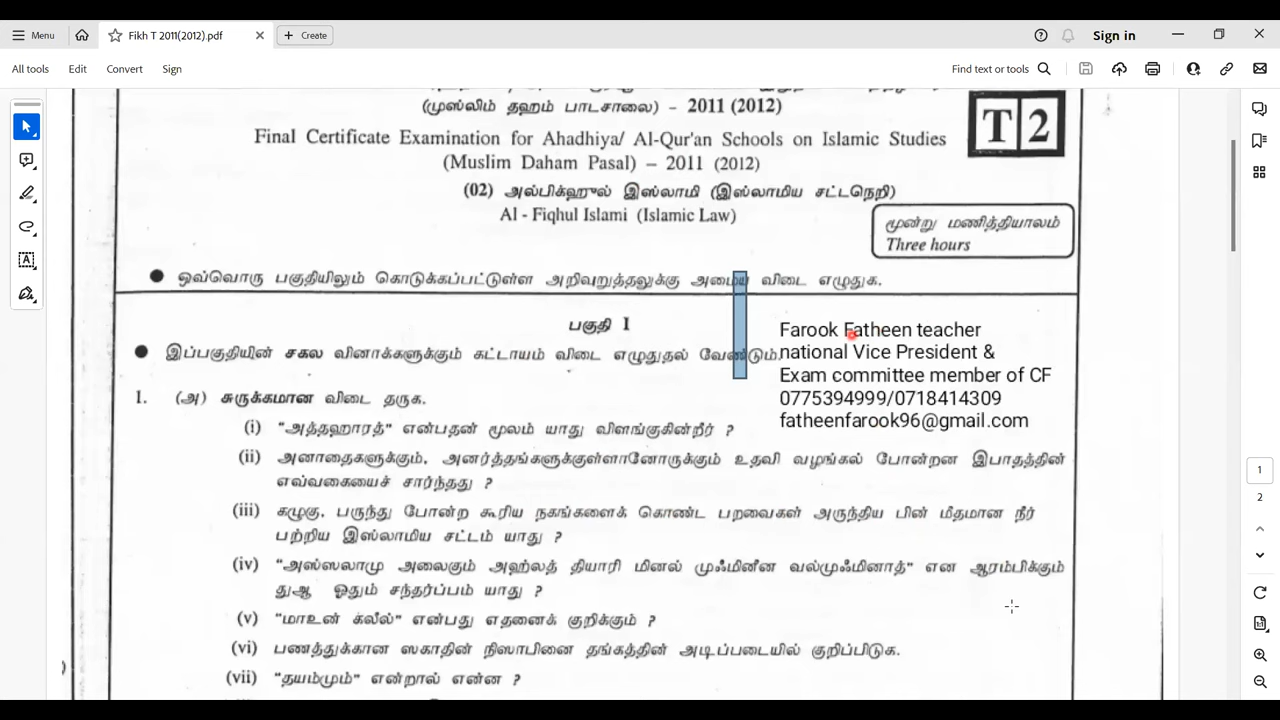 Menu
Fikh T 2011(2012).pdf
Create
Sign in
All tools
Edit
Convert
Sign
Find text or tools
(முஸ்லிம் தஹம் பாடசாலை) – 2011 (2012)
T 2
Final Certificate Examination for Ahadhiya/ Al-Qur'an Schools on Islamic Studies
(Muslim Daham Pasal) – 2011 (2012)
(02) அல்பிக்ஹுல் இஸ்லாமி (இஸ்லாமிய சட்டநெறி)
Al - Fiqhul Islami (Islamic Law)
மூன்று மணித்தியாலம்
Three hours
● ஒவ்வொரு பகுதியிலும் கொடுக்கப்பட்டுள்ள அறிவுறுத்தலுக்கு அமைய விடை எழுதுக.
பகுதி I
● இப்பகுதியின் சகல வினாக்களுக்கும் கட்டாயம் விடை எழுதுதல் வேண்டும்.
Farook Fatheen teacher
national Vice President &
Exam committee member of CF
0775394999/0718414309
fatheenfarook96@gmail.com
1. (அ) சுருக்கமான விடை தருக.
(i) "அத்தஹாரத்" என்பதன் மூலம் யாது விளங்குகின்றீர் ?
(ii) அனாதைகளுக்கும், அனர்த்தங்களுக்குள்ளானோருக்கும் உதவி வழங்கல் போன்றன இபாதத்தின்
எவ்வகையைச் சார்ந்தது ?
(iii) கழுகு, பருந்து போன்ற கூரிய நகங்களைக் கொண்ட பறவைகள் அருந்திய பின் மீதமான நீர்
பற்றிய இஸ்லாமிய சட்டம் யாது ?
(iv) "அஸ்ஸலாமு அலைகும் அஹ்லத் தியாரி மினல் முஃமினீன வல்முஃமினாத்" என ஆரம்பிக்கும்
துஆ ஓதும் சந்தர்ப்பம் யாது ?
(v) "மாஉன் கலீல்" என்பது எதனைக் குறிக்கும் ?
(vi) பணத்துக்கான ஸகாதின் நிஸாபினை தங்கத்தின் அடிப்படையில் குறிப்பிடுக.
(vii) "தயம்மும்" என்றால் என்ன ?
1
2